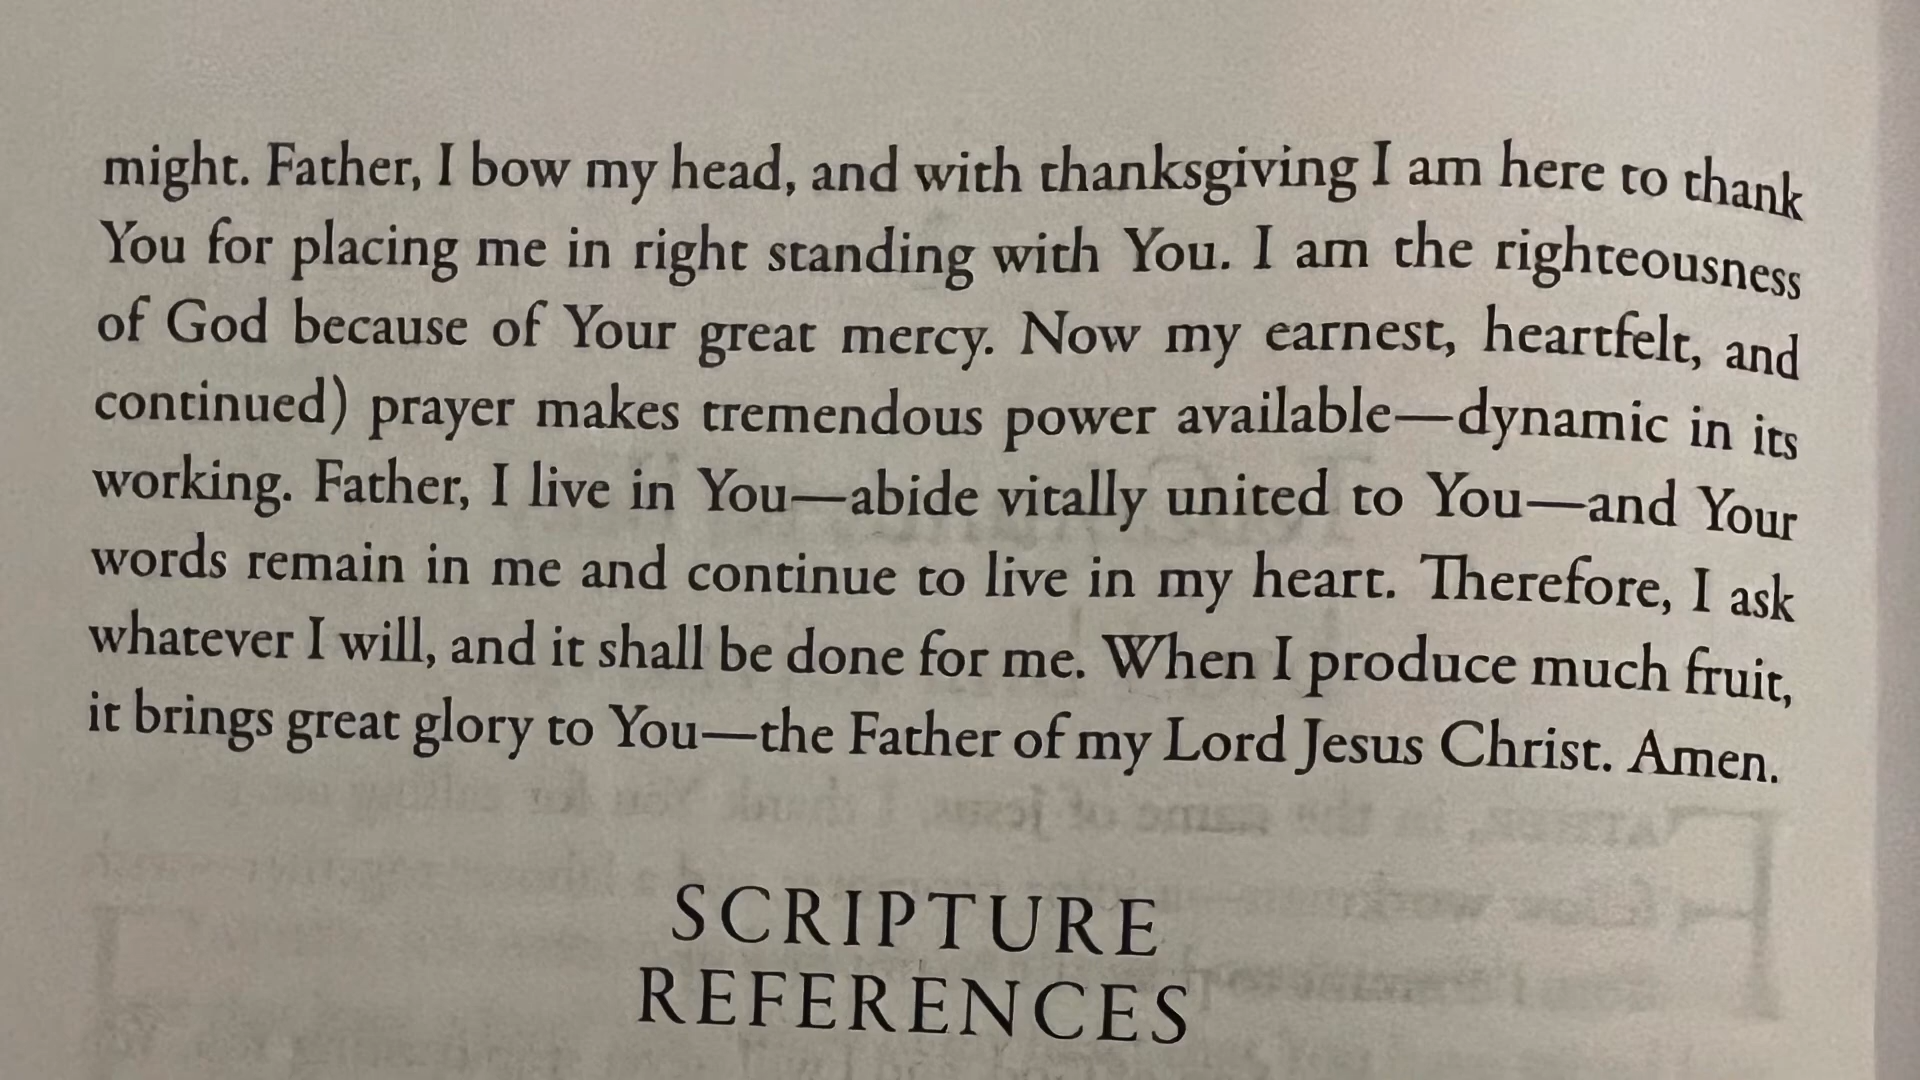 might. Father, I bow my head, and with thanksgiving I am here to thank
You for placing me in right standing with You. I am the righteousness
of God because of Your great mercy. Now my earnest, heartfelt, and
continued) prayer makes tremendous power available—dynamic in its
working. Father, I live in You—abide vitally united to You—and Your
words remain in me and continue to live in my heart. Therefore, I ask
whatever I will, and it shall be done for me. When I produce much fruit,
it brings great glory to You—the Father of my Lord Jesus Christ. Amen.
SCRIPTURE
REFERENCES